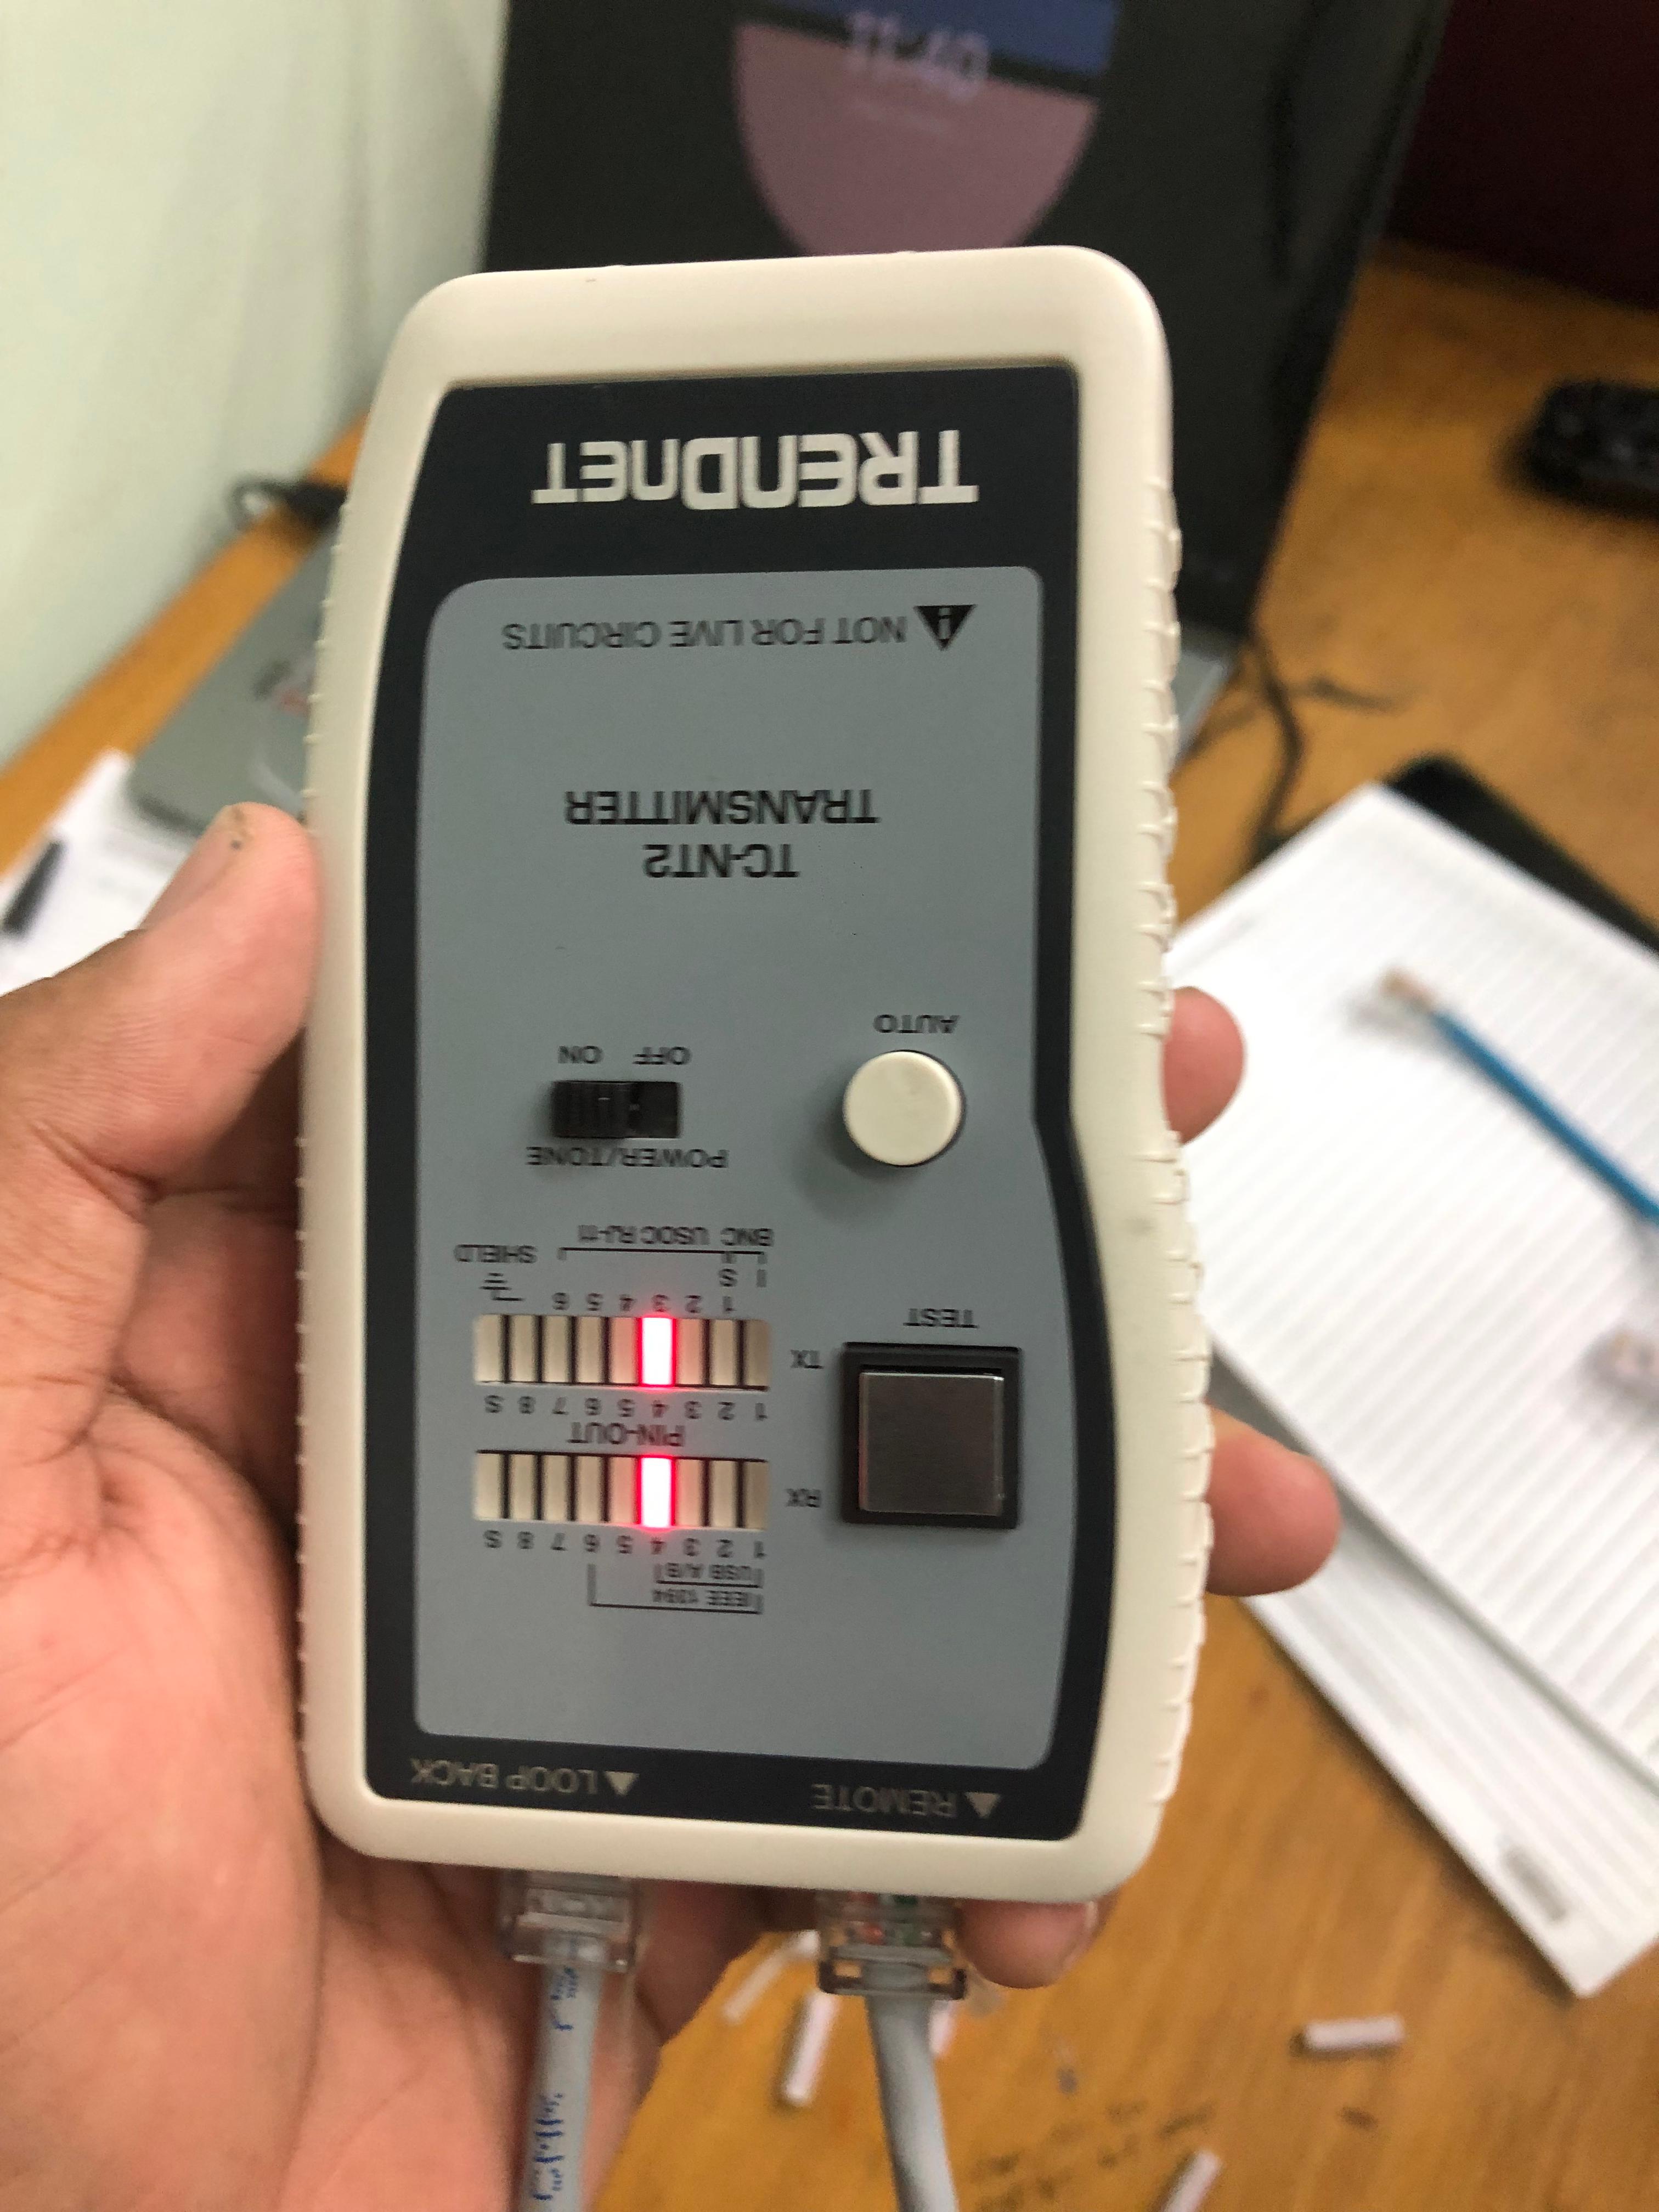 REMOTE LOOP BACK
IEEE 1394
USB A/B
1 2 3 4 5 6 7 8 S
RX
PIN-OUT
1 2 3 4 5 6 7 8 S
TX
1 2 3 4 5 6
I S
BNC USOC RJ-11
SHIELD
TEST
POWER/TONE
OFF ON
AUTO
TC-NT2
TRANSMITTER
NOT FOR LIVE CIRCUITS
TRENDnET